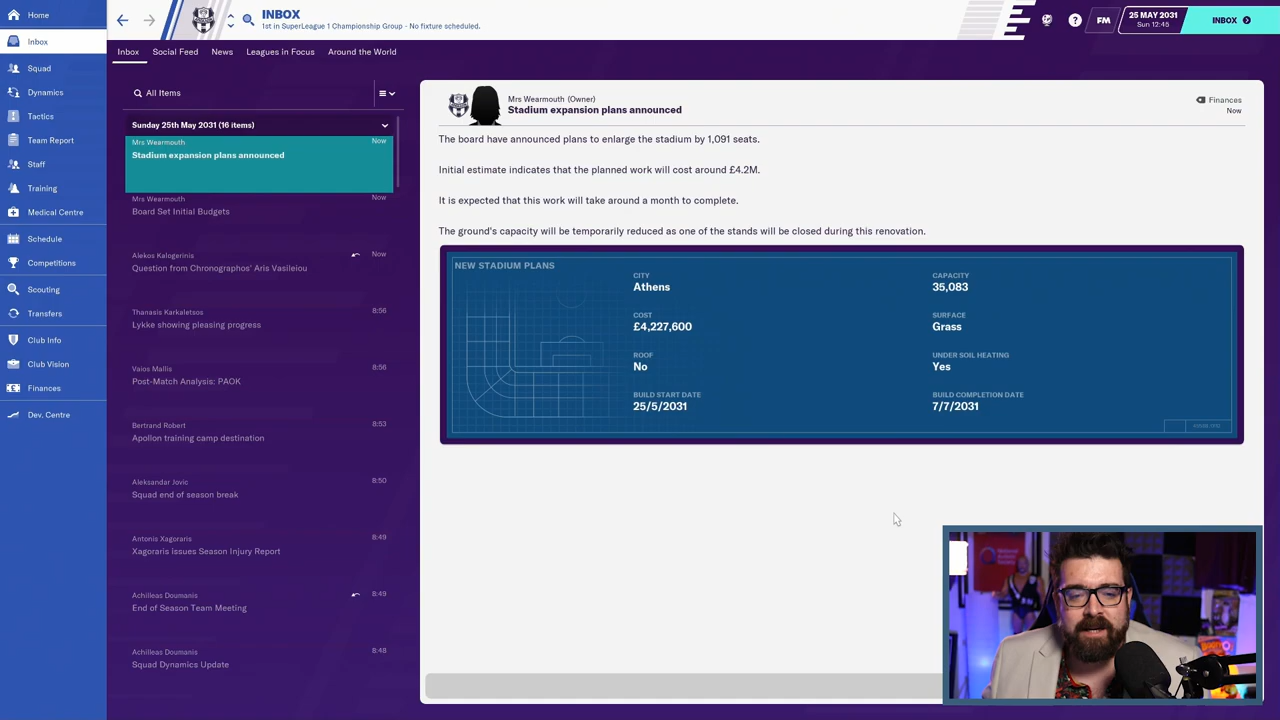 Home
Inbox
Squad
Dynamics
Tactics
Team Report
Staff
Training
Medical Centre
Schedule
Competitions
Scouting
Transfers
Club Info
Club Vision
Finances
Dev. Centre
INBOX
1st in SuperLeague 1 Championship Group - No fixture scheduled.
FM
25 MAY 2031
Sun 12:45
INBOX
Inbox Social Feed News Leagues in Focus Around the World
All Items
Sunday 25th May 2031 (16 items)
Mrs Wearmouth Now
Stadium expansion plans announced
Mrs Wearmouth Now
Board Set Initial Budgets
Alekos Kalogerinis Now
Question from Chronographos' Aris Vasileiou
Thanasis Karkaletsos 8:56
Lykke showing pleasing progress
Vaios Mallis 8:56
Post-Match Analysis: PAOK
Bertrand Robert 8:53
Apollon training camp destination
Aleksandar Jovic 8:50
Squad end of season break
Antonis Xagoraris 8:49
Xagoraris issues Season Injury Report
Achilleas Doumanis 8:49
End of Season Team Meeting
Achilleas Doumanis 8:48
Squad Dynamics Update
Mrs Wearmouth (Owner)
Stadium expansion plans announced
Finances
Now
The board have announced plans to enlarge the stadium by 1,091 seats.
Initial estimate indicates that the planned work will cost around £4.2M.
It is expected that this work will take around a month to complete.
The ground's capacity will be temporarily reduced as one of the stands will be closed during this renovation.
NEW STADIUM PLANS
CITY
Athens
CAPACITY
35,083
COST
£4,227,600
SURFACE
Grass
ROOF
No
UNDER SOIL HEATING
Yes
BUILD START DATE
25/5/2031
BUILD COMPLETION DATE
7/7/2031